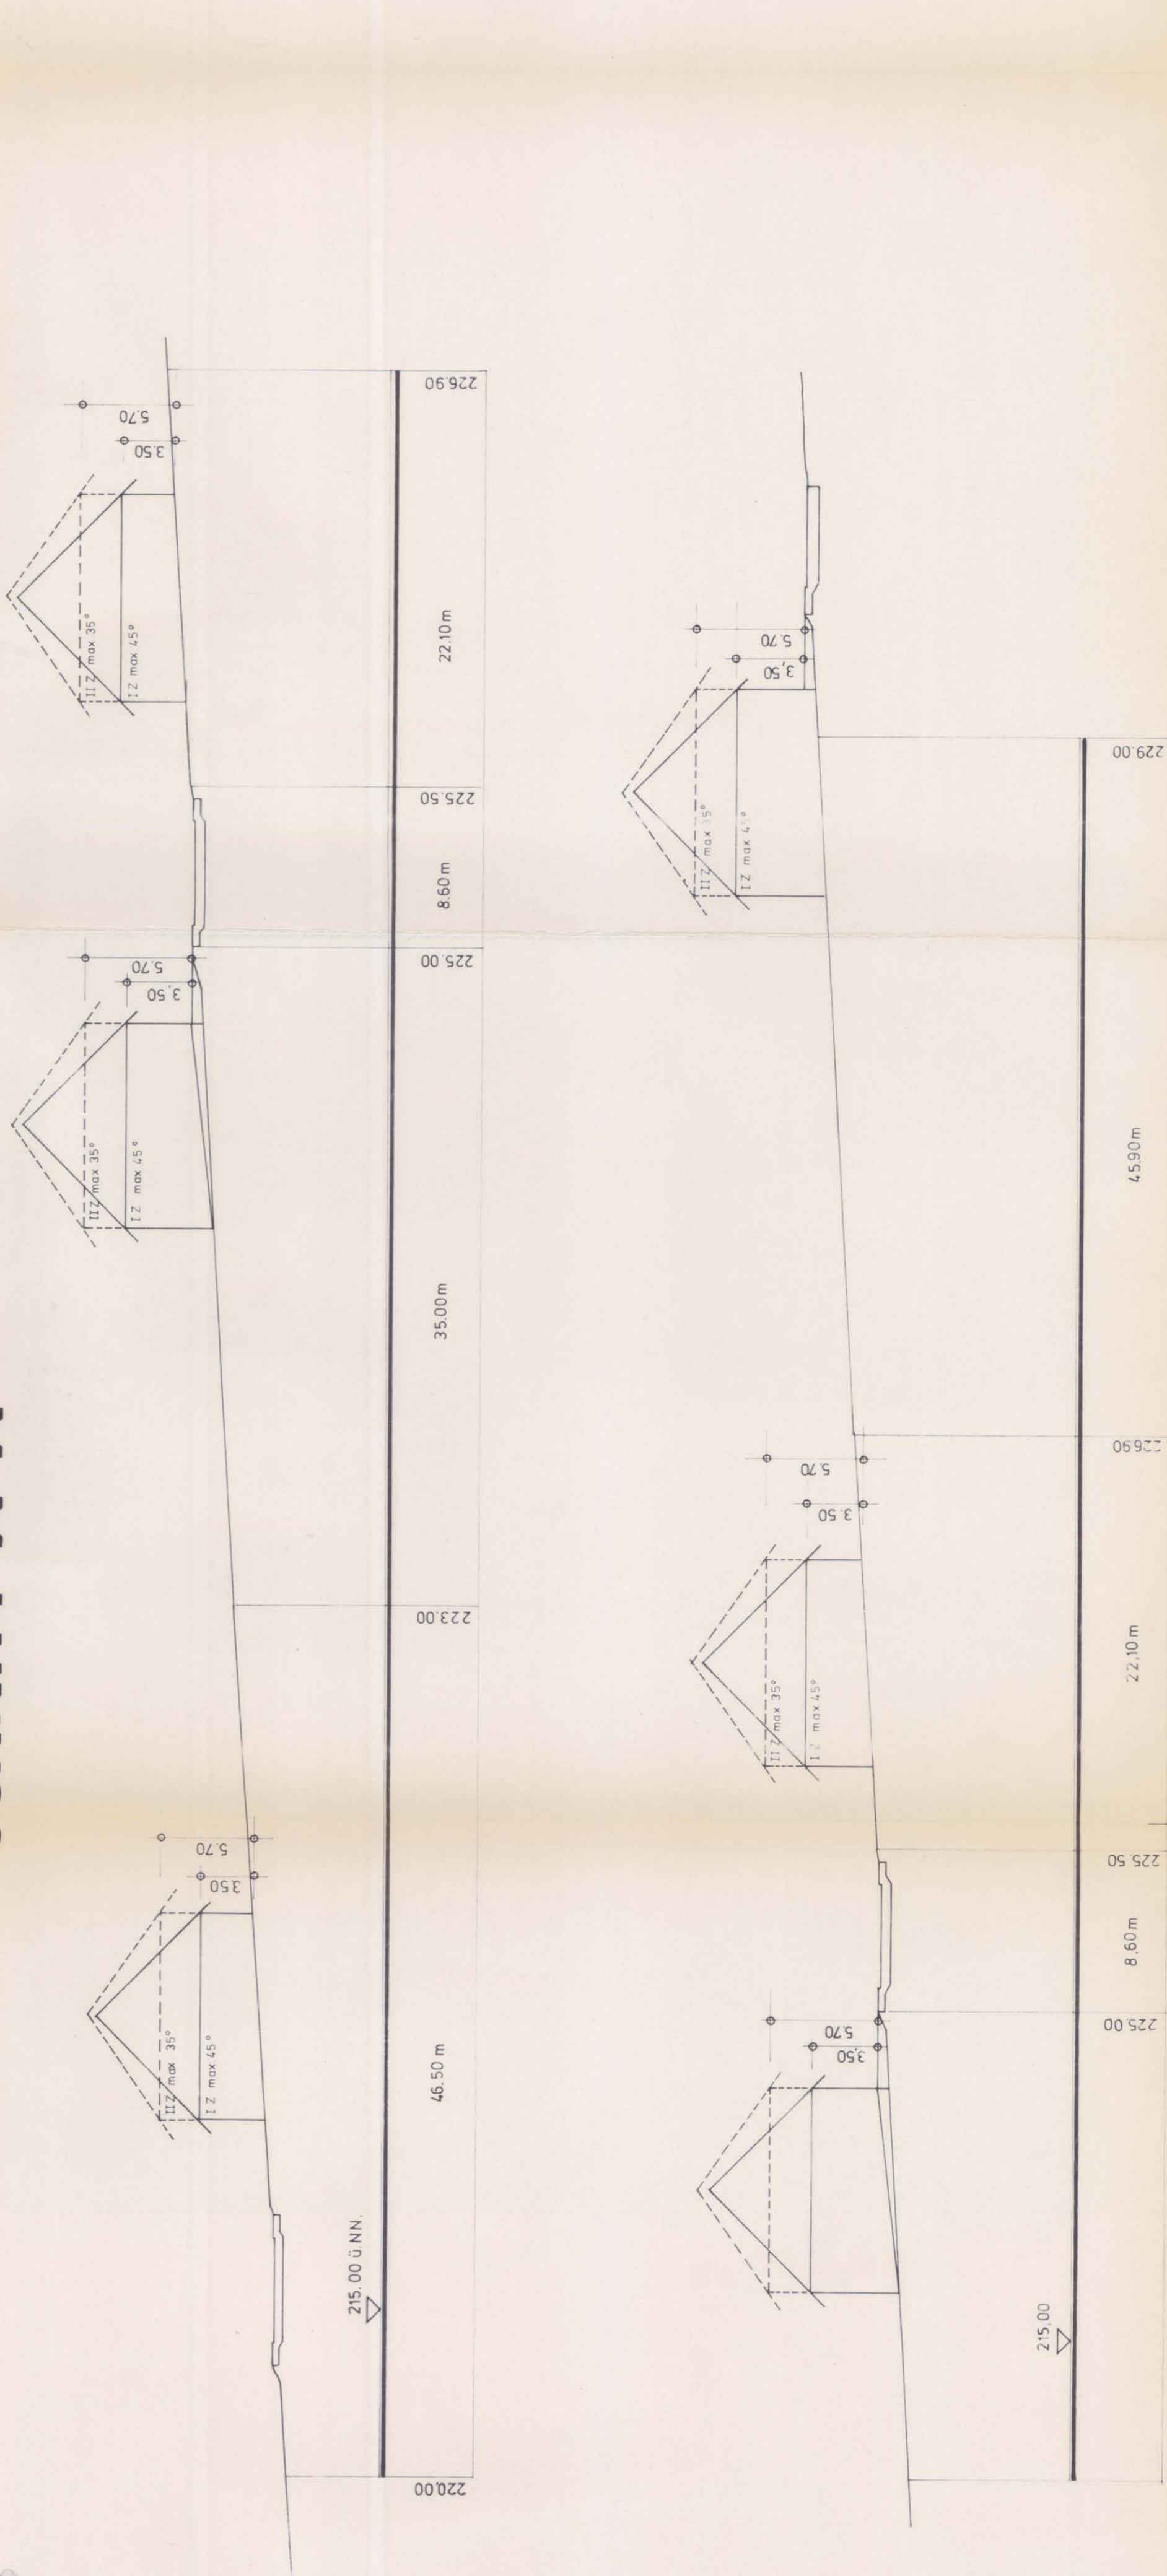 II Z max 35°
I Z max 45°
3.50
5.70
II Z max 35°
I Z max 45°
3,50
5.70
II Z max 35°
I Z max 45°
3.50
5.70
215.00 ü.NN.
220,00
46.50 m
223.00
35.00 m
225.00
8.60 m
225.50
22.10 m
226.90
3,50
5.70
II Z max 35°
I Z max 45°
3.50
5.70
II Z max 35°
I Z max 45°
3,50
5.70
215,00
225.00
8,60 m
225.50
22,10 m
226.90
45.90 m
229.00